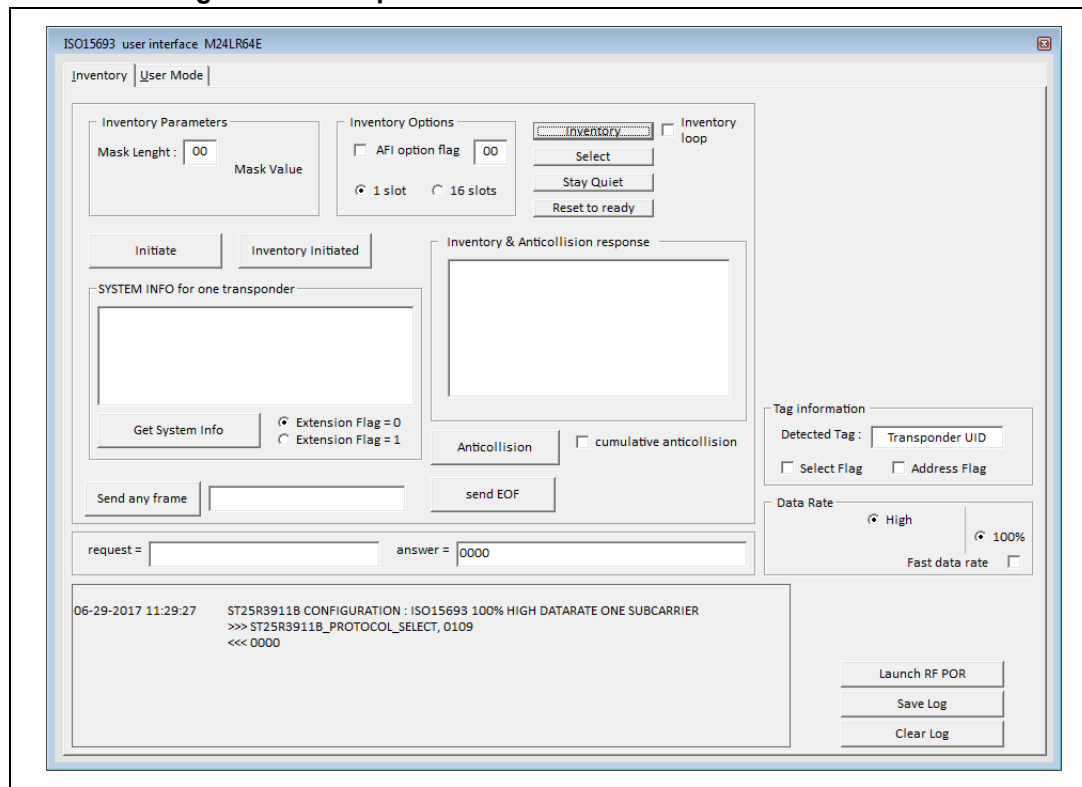 ISO15693 user interface M24LR64E
Inventory User Mode
Inventory Parameters
Mask Lenght : 00
Mask Value
Inventory Options
AFI option flag 00
1 slot 16 slots
Inventory
Inventory
loop
Select
Stay Quiet
Reset to ready
Initiate
Inventory Initiated
Inventory & Anticollision response
SYSTEM INFO for one transponder
Get System Info
Extension Flag = 0
Extension Flag = 1
Anticollision
cumulative anticollision
Send any frame
send EOF
Tag information
Detected Tag : Transponder UID
Select Flag Address Flag
Data Rate
High
100%
Fast data rate
request =
answer = 0000
06-29-2017 11:29:27 ST25R3911B CONFIGURATION : ISO15693 100% HIGH DATARATE ONE SUBCARRIER
>>> ST25R3911B_PROTOCOL_SELECT, 0109
<<< 0000
Launch RF POR
Save Log
Clear Log